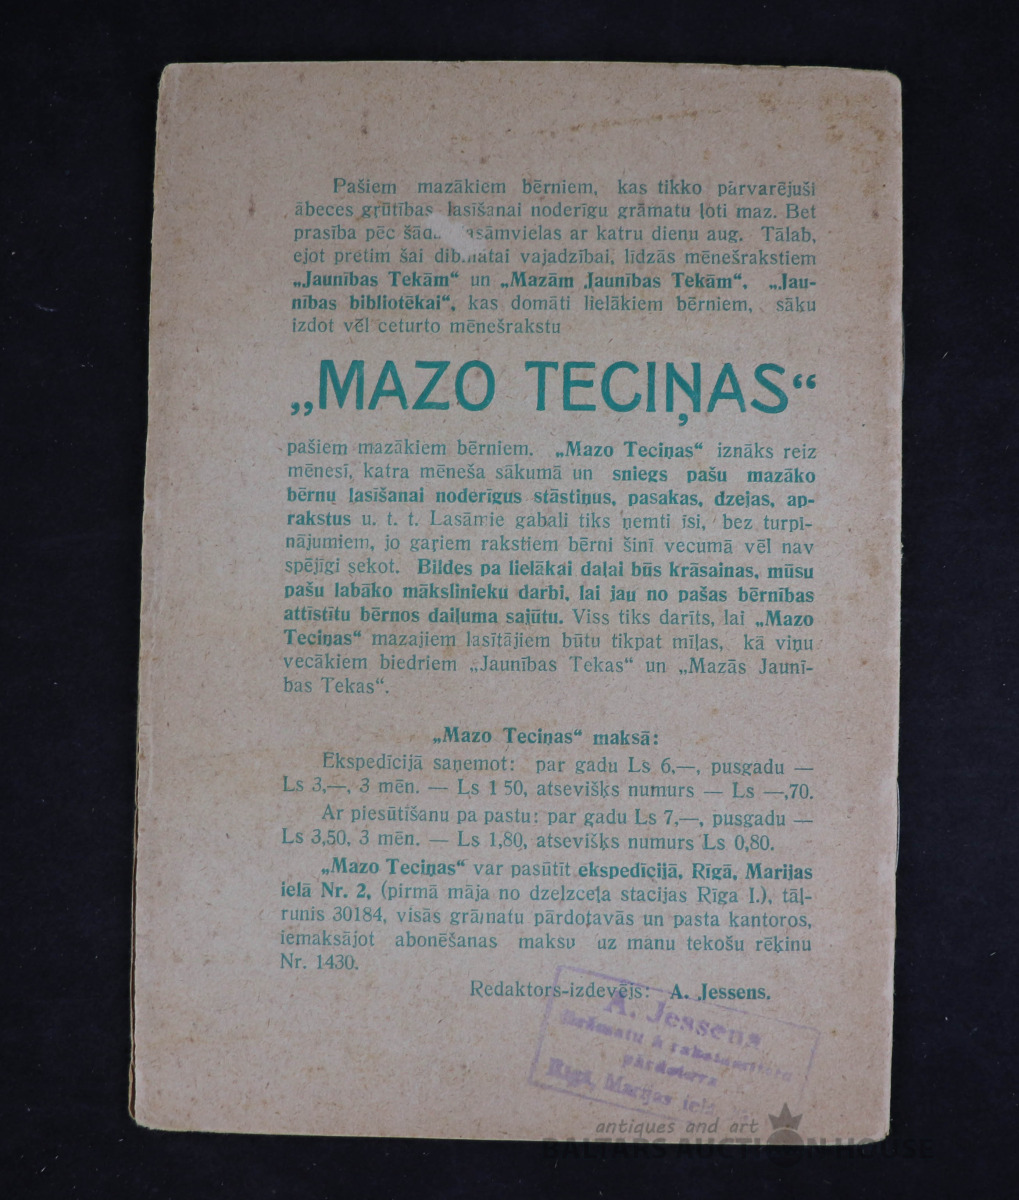 Pašiem mazākiem bērniem, kas tikko pārvarējuši
ābeces grūtības lasīšanai noderīgu grāmatu ļoti maz. Bet
prasība pēc ar katru dienu aug. Tālab,
ejot pretim šai vajadzībai, līdzās mēnešrakstiem
„Jaunības Tekām“ un „Mazām Jaunības Tekām“, „Jau-
nības bibliotēkai“, kas domāti lielākiem bērniem, sāku
izdot vēl ceturto mēnešrakstu
„MAZO TECIŅAS“
pašiem mazākiem bērniem. „Mazo Teciņas“ iznāks reiz
mēnesī, katra mēneša sākumā un sniegs pašu mazāko
bērnu lasīšanai noderīgus stāstiņus, pasakas, dzejas, ap-
rakstus u. t. t. Lasāmie gabali tiks ņemti īsi, bez turpi-
nājumiem, jo gaŗiem rakstiem bērni šinī vecumā vēl nav
spējīgi sekot. Bildes pa lielākai daļai būs krāsainas, mūsu
pašu labāko mākslinieku darbi, lai jau no pašas bērnības
attīstītu bērnos daiļuma sajūtu. Viss tiks darīts, lai „Mazo
Teciņas“ mazajiem lasītājiem būtu tikpat mīļas, kā viņu
vecākiem biedriem „Jaunības Tekas“ un „Mazās Jaunī-
bas Tekas“.
„Mazo Teciņas“ maksā:
Ekspedīcijā saņemot: par gadu Ls 6,—, pusgadu —
Ls 3,—, 3 mēn. — Ls 1 50, atsevišķs numurs — Ls —,70.
Ar piesūtīšanu pa pastu: par gadu Ls 7,—, pusgadu —
Ls 3,50, 3 mēn. — Ls 1,80, atsevišķs numurs Ls 0,80.
„Mazo Teciņas“ var pasūtīt ekspedīcijā, Rīgā, Marijas
ielā Nr. 2, (pirmā māja no dzelzceļa stacijas Rīga I.), tāļ-
runis 30184, visās grāmatu pārdotavās un pasta kantoros,
iemaksājot abonēšanas maksu uz manu tekošu rēķinu
Nr. 1430.
Redaktors-izdevējs: A. Jessens.
A. Jessens
Grāmatu &
Rīgā, Marijas ielā
antiques and art
BALTARS AUCTION HOUSE